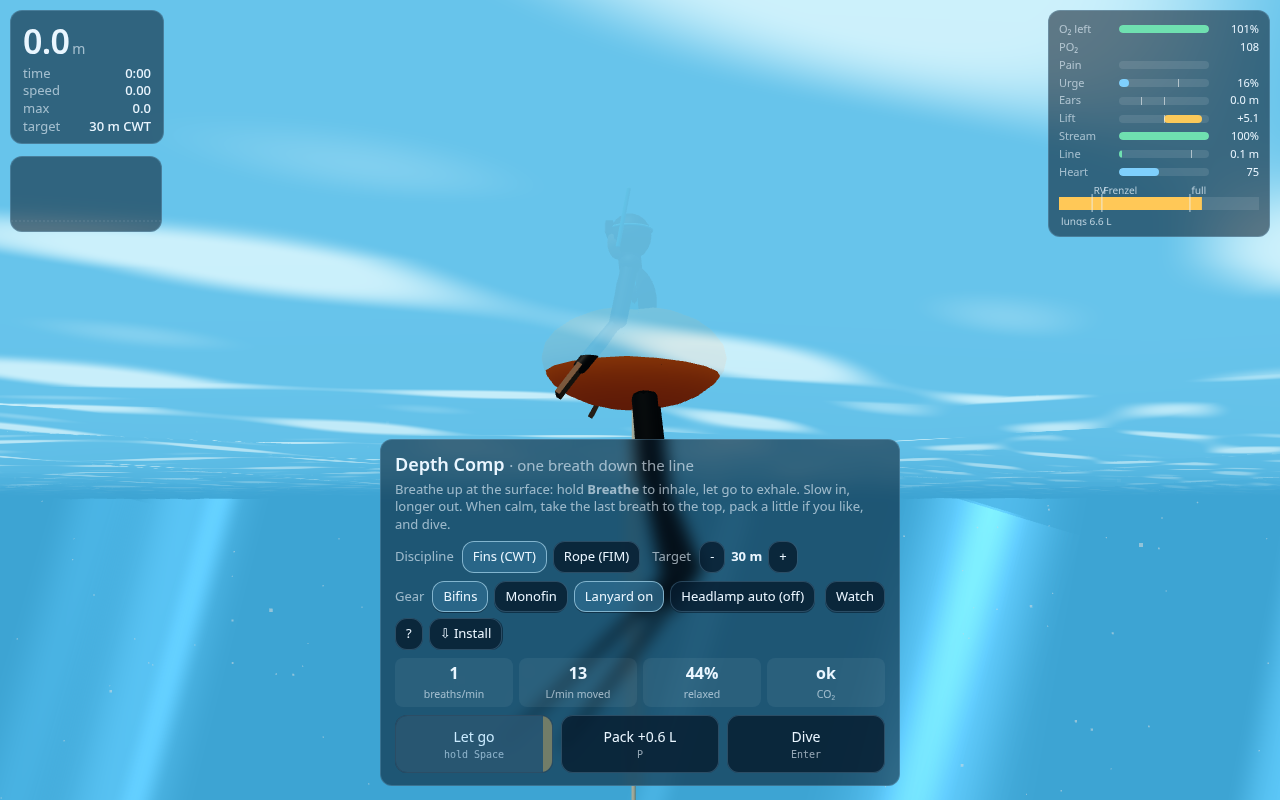 0.0 m
time 0:00
speed 0.00
max 0.0
target 30 m CWT
O₂ left 101%
PO₂ 108
Pain
Urge 16%
Ears 0.0 m
Lift +5.1
Stream 100%
Line 0.1 m
Heart 75
RV Frenzel full
lungs 6.6 L
Depth Comp · one breath down the line
Breathe up at the surface: hold Breathe to inhale, let go to exhale. Slow in,
longer out. When calm, take the last breath to the top, pack a little if you like,
and dive.
Discipline Fins (CWT) Rope (FIM) Target - 30 m +
Gear Bifins Monofin Lanyard on Headlamp auto (off) Watch
? ⇩ Install
1 13 44% ok
breaths/min L/min moved relaxed CO₂
Let go Pack +0.6 L Dive
hold Space P Enter